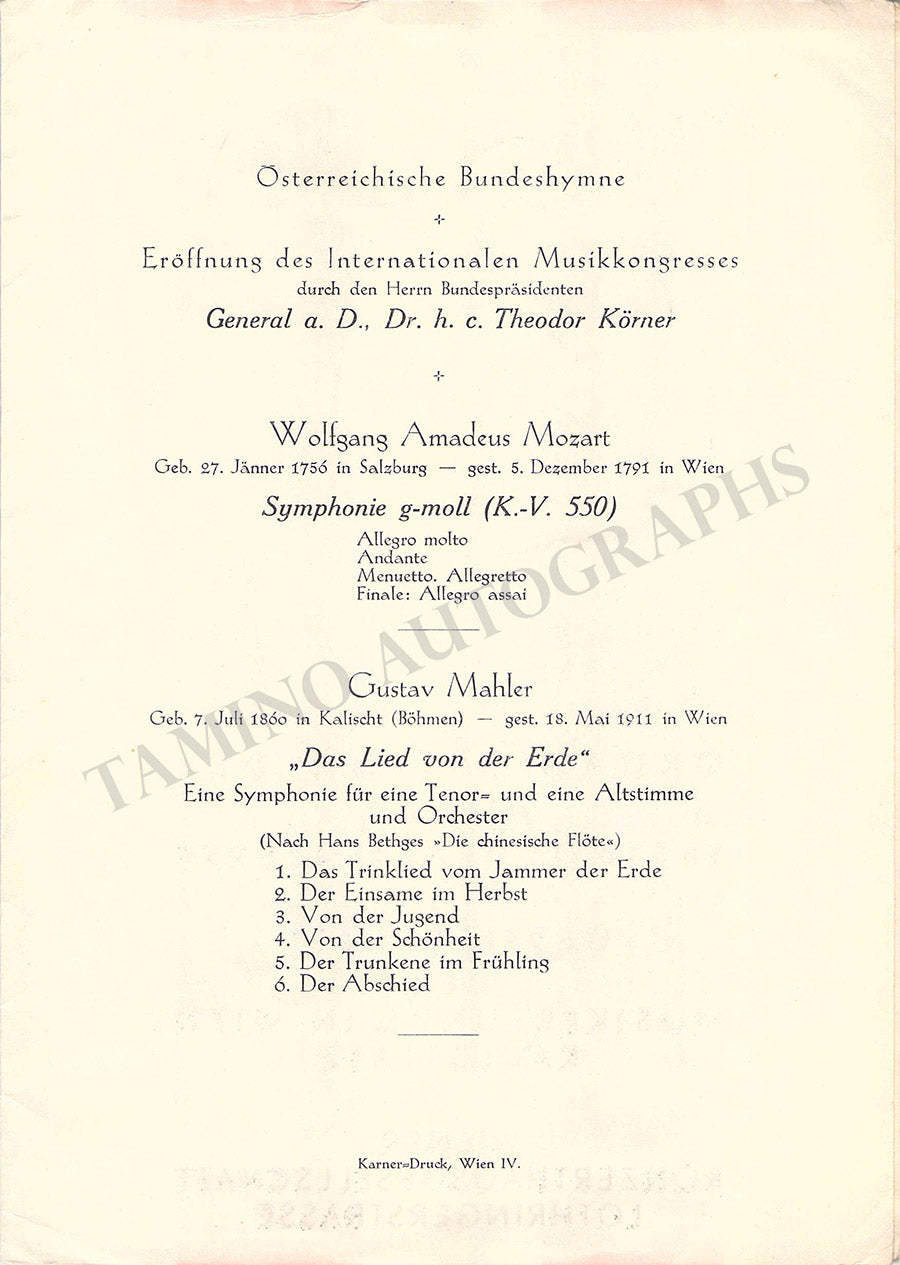 Österreichische Bundeshymne
Eröffnung des Internationalen Musikkongresses
durch den Herrn Bundespräsidenten
General a. D., Dr. h. c. Theodor Körner
Wolfgang Amadeus Mozart
Geb. 27. Jänner 1756 in Salzburg — gest. 5. Dezember 1791 in Wien
Symphonie g-moll (K.-V. 550)
Allegro molto
Andante
Menuetto. Allegretto
Finale: Allegro assai
TAMINO AUTOGRAPHS
Gustav Mahler
Geb. 7. Juli 1860 in Kalischt (Böhmen) — gest. 18. Mai 1911 in Wien
„Das Lied von der Erde“
Eine Symphonie für eine Tenor= und eine Altstimme
und Orchester
(Nach Hans Bethges »Die chinesische Flöte«)
1. Das Trinklied vom Jammer der Erde
2. Der Einsame im Herbst
3. Von der Jugend
4. Von der Schönheit
5. Der Trunkene im Frühling
6. Der Abschied
Karner=Druck, Wien IV.
KONZERTHAUSGESELLSCHAFT
LOTHRINGERSTRASSE